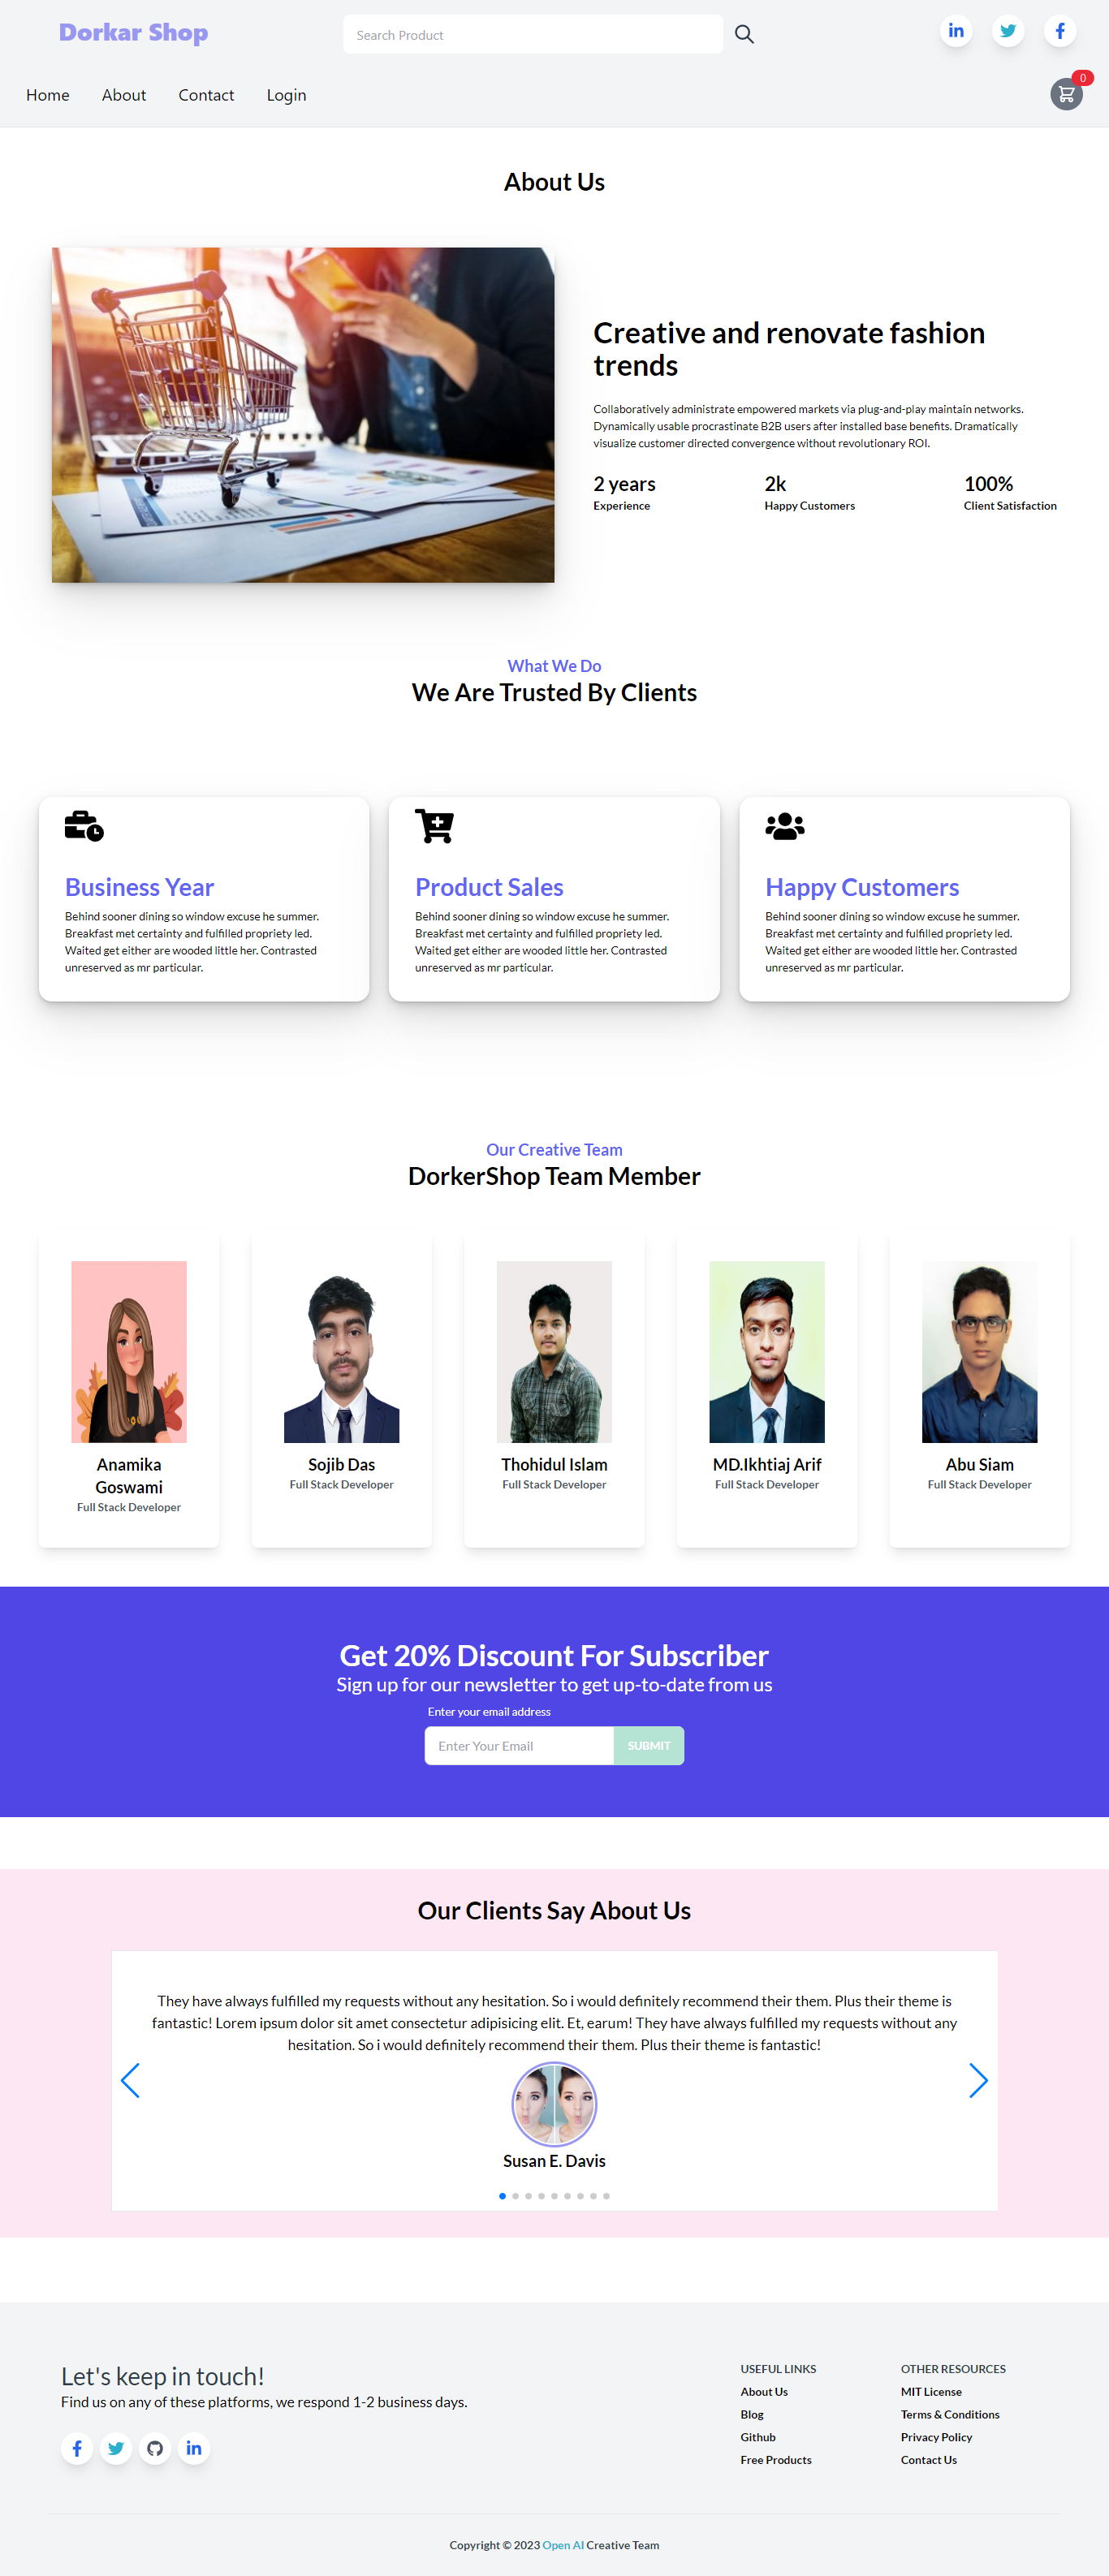 Dorkar Shop
Search Product
Home About Contact Login
0
About Us
Creative and renovate fashion
trends
Collaboratively administrate empowered markets via plug-and-play maintain networks.
Dynamically usable procrastinate B2B users after installed base benefits. Dramatically
visualize customer directed convergence without revolutionary ROI.
2 years 2k 100%
Experience Happy Customers Client Satisfaction
What We Do
We Are Trusted By Clients
Business Year
Behind sooner dining so window excuse he summer.
Breakfast met certainty and fulfilled propriety led.
Waited get either are wooded little her. Contrasted
unreserved as mr particular.
Product Sales
Behind sooner dining so window excuse he summer.
Breakfast met certainty and fulfilled propriety led.
Waited get either are wooded little her. Contrasted
unreserved as mr particular.
Happy Customers
Behind sooner dining so window excuse he summer.
Breakfast met certainty and fulfilled propriety led.
Waited get either are wooded little her. Contrasted
unreserved as mr particular.
Our Creative Team
DorkerShop Team Member
Anamika
Goswami
Full Stack Developer
Sojib Das
Full Stack Developer
Thohidul Islam
Full Stack Developer
MD.Ikhtiaj Arif
Full Stack Developer
Abu Siam
Full Stack Developer
Get 20% Discount For Subscriber
Sign up for our newsletter to get up-to-date from us
Enter your email address
Enter Your Email SUBMIT
Our Clients Say About Us
They have always fulfilled my requests without any hesitation. So i would definitely recommend their them. Plus their theme is
fantastic! Lorem ipsum dolor sit amet consectetur adipisicing elit. Et, earum! They have always fulfilled my requests without any
hesitation. So i would definitely recommend their them. Plus their theme is fantastic!
Susan E. Davis
Let's keep in touch!
Find us on any of these platforms, we respond 1-2 business days.
USEFUL LINKS
About Us
Blog
Github
Free Products
OTHER RESOURCES
MIT License
Terms & Conditions
Privacy Policy
Contact Us
Copyright © 2023 Open AI Creative Team